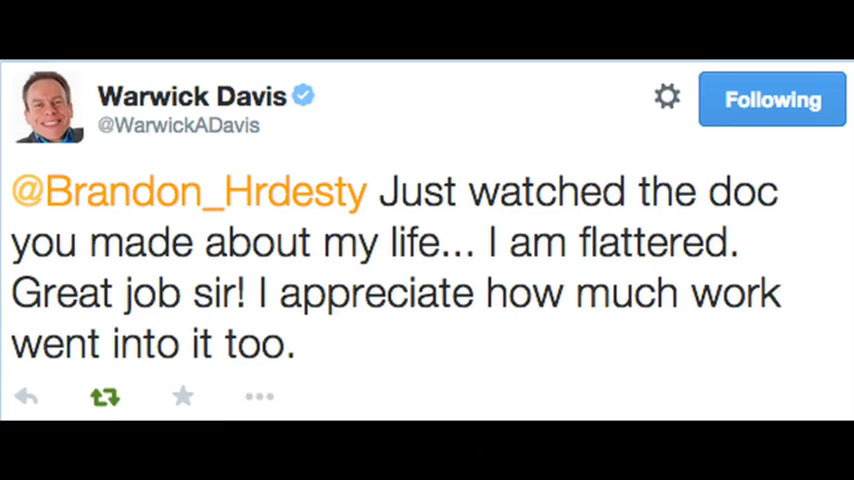 Warwick Davis
@WarwickADavis
Following
@Brandon_Hrdesty Just watched the doc
you made about my life... I am flattered.
Great job sir! I appreciate how much work
went into it too.